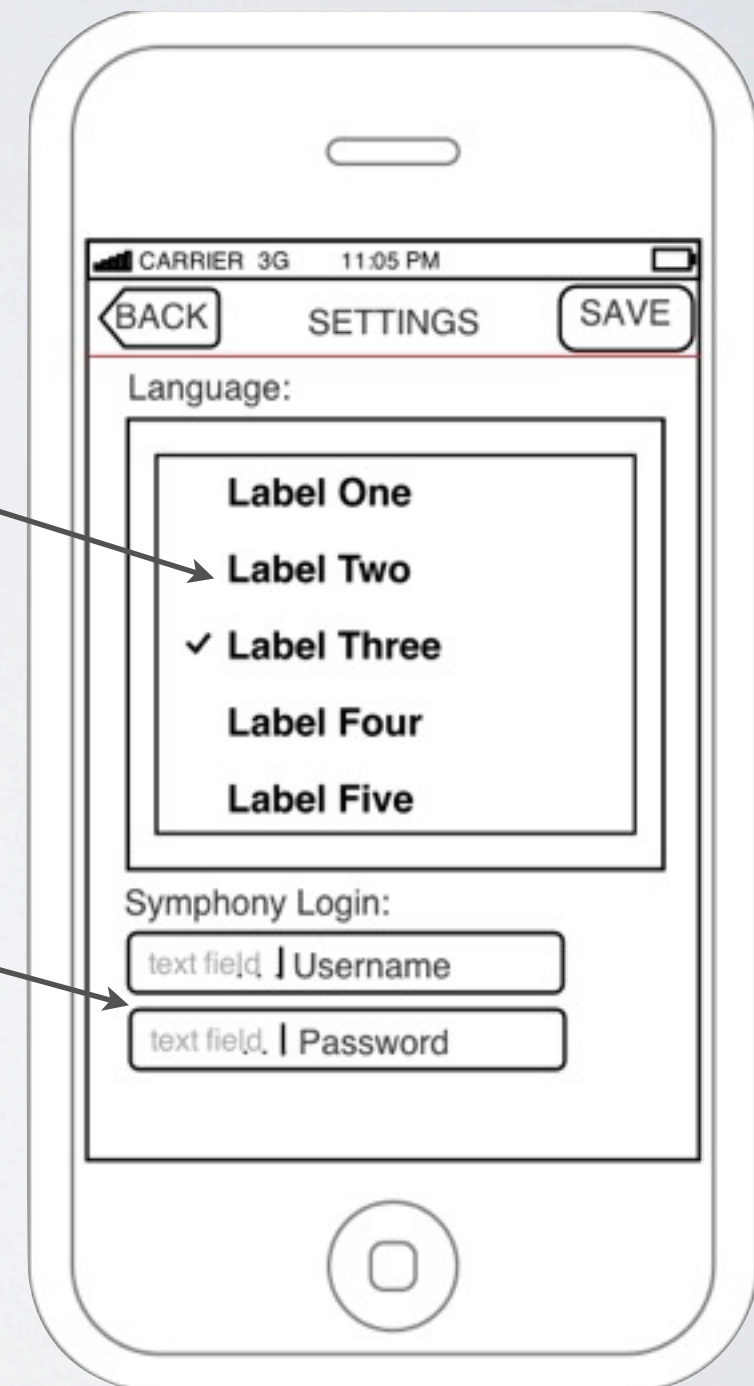 CARRIER 3G 11:05 PM
BACK SETTINGS SAVE
Language:
Label One
Label Two
✓ Label Three
Label Four
Label Five
Symphony Login:
text field. Username
text field. Password